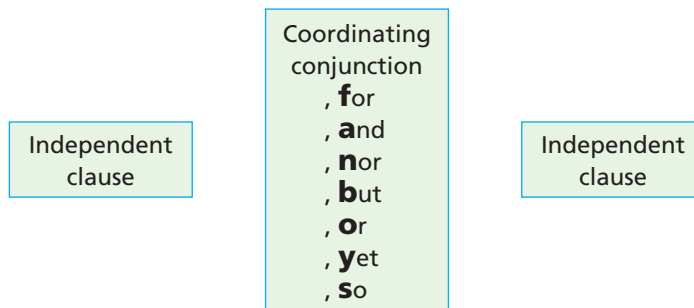 Coordinating
conjunction
, for
, and
, nor
, but
, or
, yet
, so
Independent
clause
Independent
clause